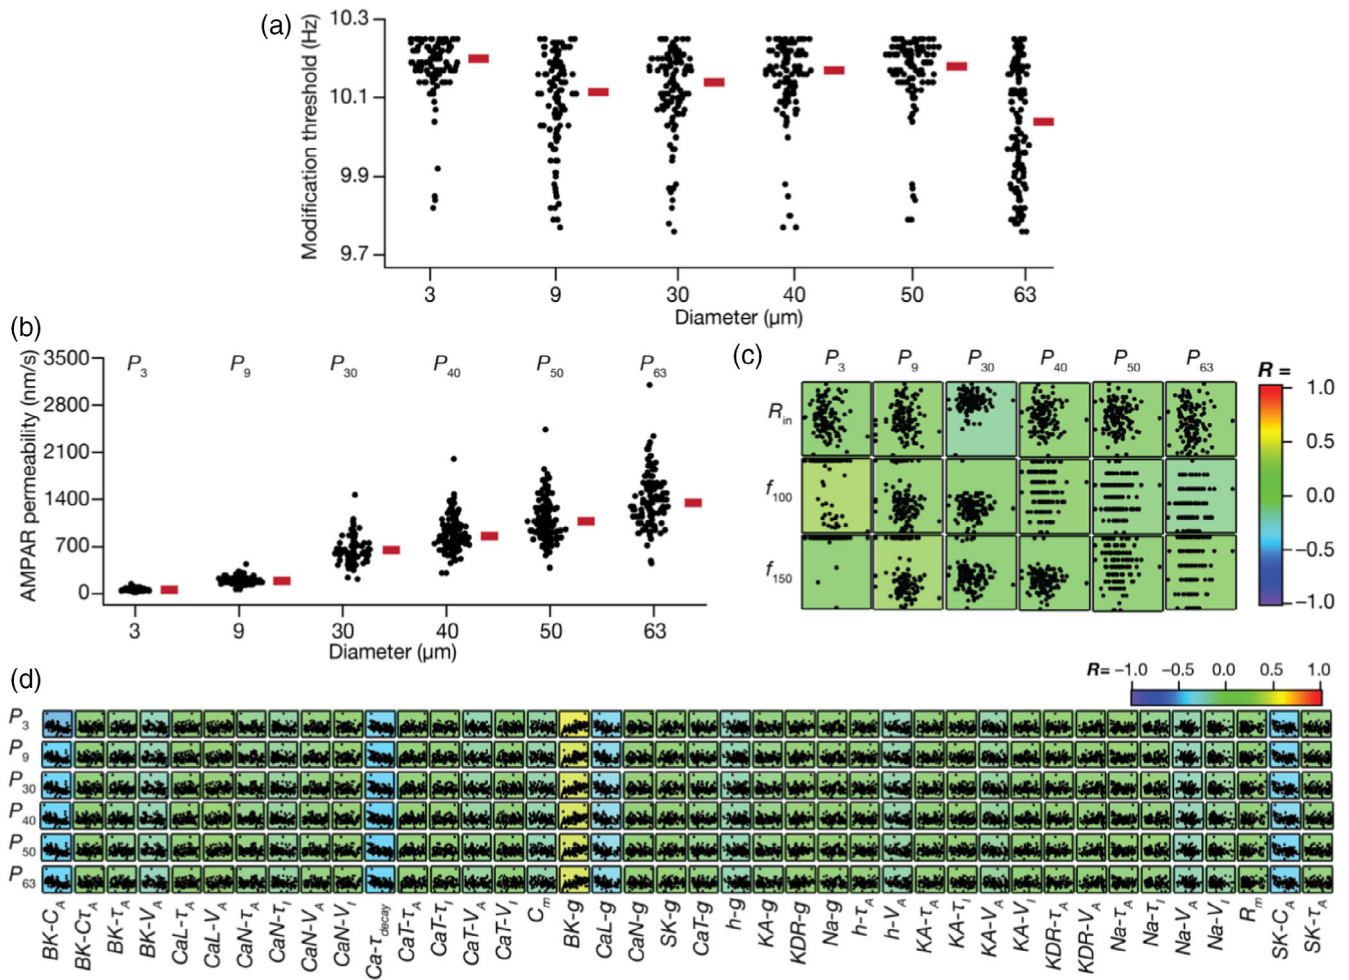 (a)
Modification threshold (Hz)
10.3
10.1
9.9
9.7
3 9 30 40 50 63
Diameter (µm)
(b)
AMPAR permeability (nm/s)
3500
2800
2100
1400
700
0
P3 P9 P30 P40 P50 P63
3 9 30 40 50 63
Diameter (µm)
(c)
P3 P9 P30 P40 P50 P63
Rin
f100
f150
R =
1.0
0.5
0.0
−0.5
−1.0
(d)
R= −1.0 −0.5 0.0 0.5 1.0
P3
P9
P30
P40
P50
P63
BK-CA
BK-CτA
BK-τA
BK-VA
CaL-τA
CaL-VA
CaN-τA
CaN-τI
CaN-VA
CaN-VI
Ca-τdecay
CaT-τA
CaT-τI
CaT-VA
CaT-VI
Cm
BK-g
CaL-g
CaN-g
SK-g
CaT-g
h-g
KA-g
KDR-g
Na-g
h-τA
h-VA
KA-τA
KA-τI
KA-VA
KA-VI
KDR-τA
KDR-VA
Na-τA
Na-τI
Na-VA
Na-VI
Rm
SK-CA
SK-τA